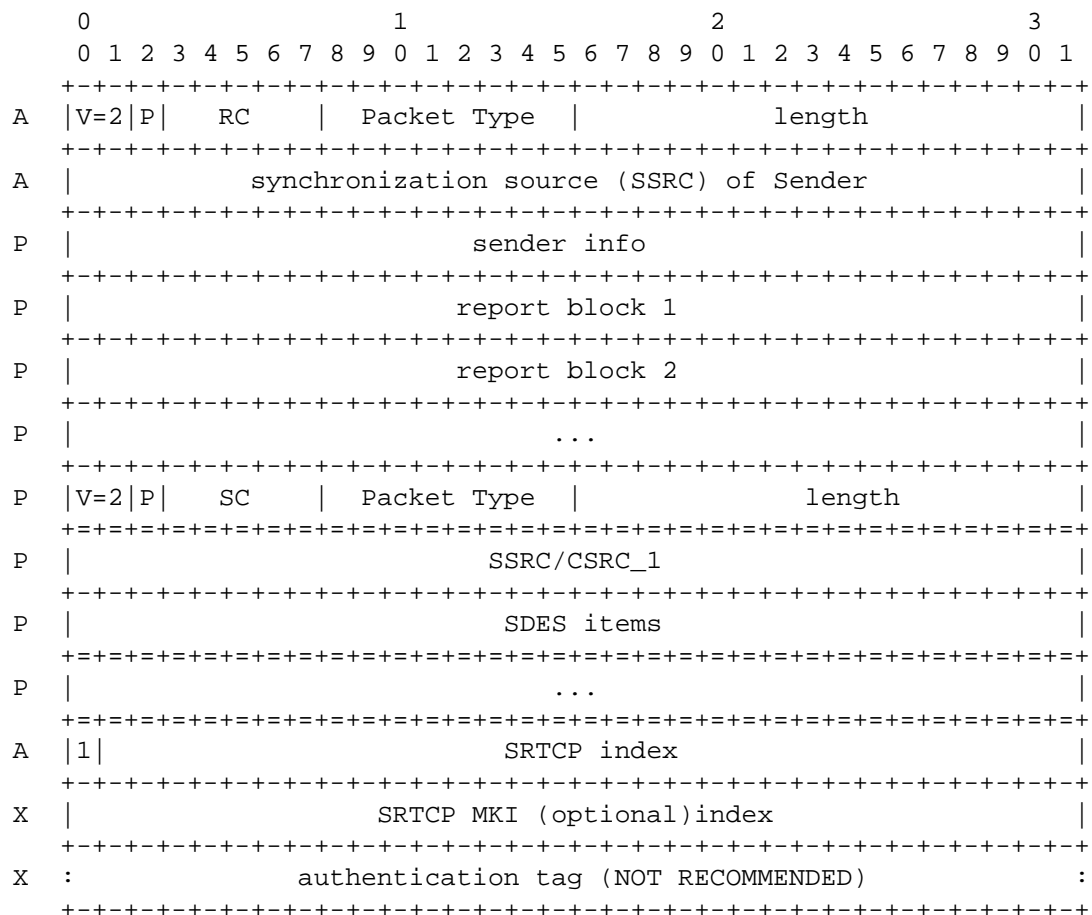 0                   1                   2                   3
     0 1 2 3 4 5 6 7 8 9 0 1 2 3 4 5 6 7 8 9 0 1 2 3 4 5 6 7 8 9 0 1
    +-+-+-+-+-+-+-+-+-+-+-+-+-+-+-+-+-+-+-+-+-+-+-+-+-+-+-+-+-+-+-+-+
A   |V=2|P|   RC    |  Packet Type  |            length             |
    +-+-+-+-+-+-+-+-+-+-+-+-+-+-+-+-+-+-+-+-+-+-+-+-+-+-+-+-+-+-+-+-+
A   |           synchronization source (SSRC) of Sender             |
    +-+-+-+-+-+-+-+-+-+-+-+-+-+-+-+-+-+-+-+-+-+-+-+-+-+-+-+-+-+-+-+-+
P   |                         sender info                           |
    +-+-+-+-+-+-+-+-+-+-+-+-+-+-+-+-+-+-+-+-+-+-+-+-+-+-+-+-+-+-+-+-+
P   |                        report block 1                         |
    +-+-+-+-+-+-+-+-+-+-+-+-+-+-+-+-+-+-+-+-+-+-+-+-+-+-+-+-+-+-+-+-+
P   |                        report block 2                         |
    +-+-+-+-+-+-+-+-+-+-+-+-+-+-+-+-+-+-+-+-+-+-+-+-+-+-+-+-+-+-+-+-+
P   |                              ...                              |
    +-+-+-+-+-+-+-+-+-+-+-+-+-+-+-+-+-+-+-+-+-+-+-+-+-+-+-+-+-+-+-+-+
P   |V=2|P|   SC    |  Packet Type  |              length           |
    +=+=+=+=+=+=+=+=+=+=+=+=+=+=+=+=+=+=+=+=+=+=+=+=+=+=+=+=+=+=+=+=+
P   |                          SSRC/CSRC_1                          |
    +-+-+-+-+-+-+-+-+-+-+-+-+-+-+-+-+-+-+-+-+-+-+-+-+-+-+-+-+-+-+-+-+
P   |                           SDES items                          |
    +=+=+=+=+=+=+=+=+=+=+=+=+=+=+=+=+=+=+=+=+=+=+=+=+=+=+=+=+=+=+=+=+
P   |                              ...                              |
    +=+=+=+=+=+=+=+=+=+=+=+=+=+=+=+=+=+=+=+=+=+=+=+=+=+=+=+=+=+=+=+=+
A   |1|                         SRTCP index                         |
    +-+-+-+-+-+-+-+-+-+-+-+-+-+-+-+-+-+-+-+-+-+-+-+-+-+-+-+-+-+-+-+-+
X   |                   SRTCP MKI (optional)index                   |
    +-+-+-+-+-+-+-+-+-+-+-+-+-+-+-+-+-+-+-+-+-+-+-+-+-+-+-+-+-+-+-+-+
X   :              authentication tag (NOT RECOMMENDED)             :
    +-+-+-+-+-+-+-+-+-+-+-+-+-+-+-+-+-+-+-+-+-+-+-+-+-+-+-+-+-+-+-+-+